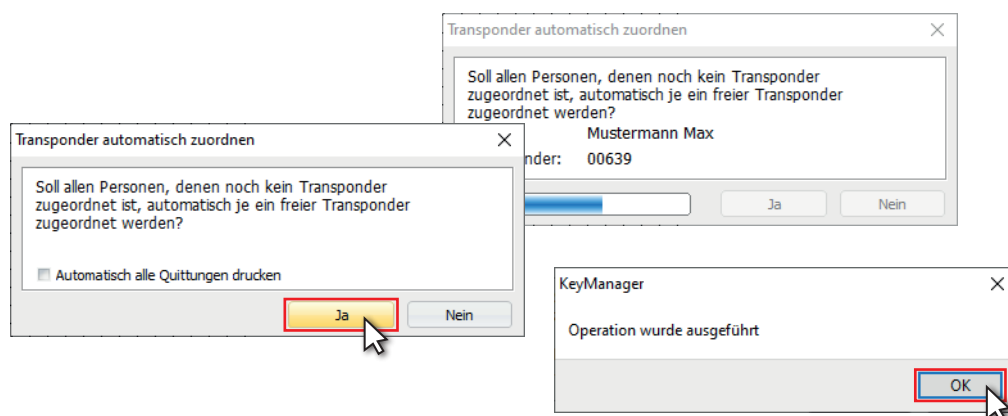 Transponder automatisch zuordnen
Soll allen Personen, denen noch kein Transponder
zugeordnet ist, automatisch je ein freier Transponder
zugeordnet werden?
Mustermann Max
nder: 00639
Ja Nein
Transponder automatisch zuordnen
Soll allen Personen, denen noch kein Transponder
zugeordnet ist, automatisch je ein freier Transponder
zugeordnet werden?
Automatisch alle Quittungen drucken
Ja Nein
KeyManager
Operation wurde ausgeführt
OK